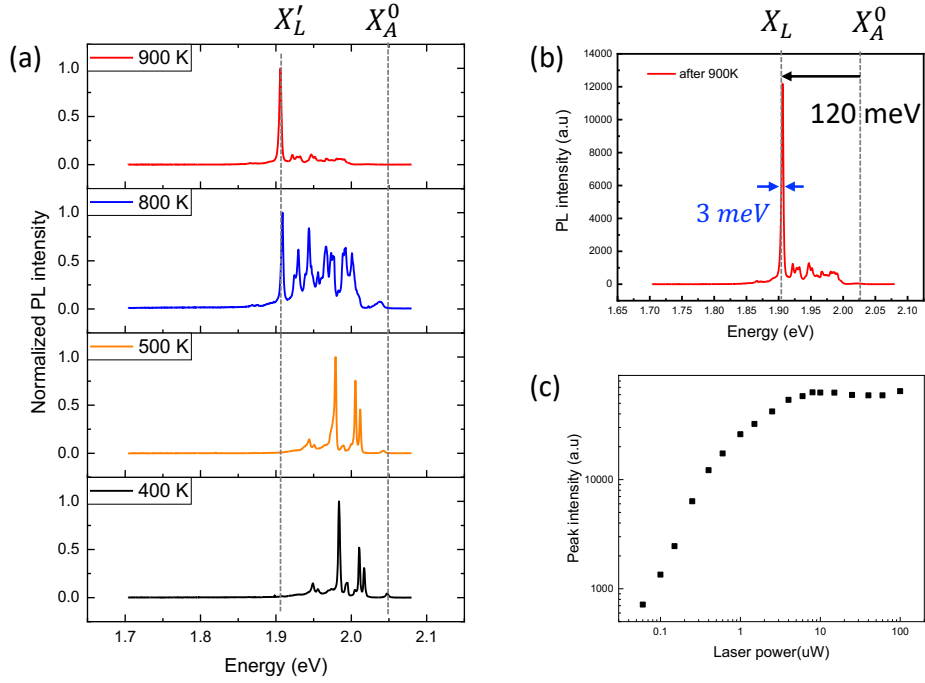 (a)
X'_L
X_A^0
Normalized PL intensity
900 K
1.0
0.5
0.0
800 K
1.0
0.5
0.0
500 K
1.0
0.5
0.0
400 K
1.0
0.5
0.0
1.7 1.8 1.9 2.0 2.1
Energy (eV)
(b)
X_L
X_A^0
after 900K
120 meV
3 meV
PL intensity (a.u)
14000
12000
10000
8000
6000
4000
2000
0
1.65 1.70 1.75 1.80 1.85 1.90 1.95 2.00 2.05 2.10
Energy (eV)
(c)
Peak intensity (a.u)
10000
1000
0.1 1 10 100
Laser power(uW)